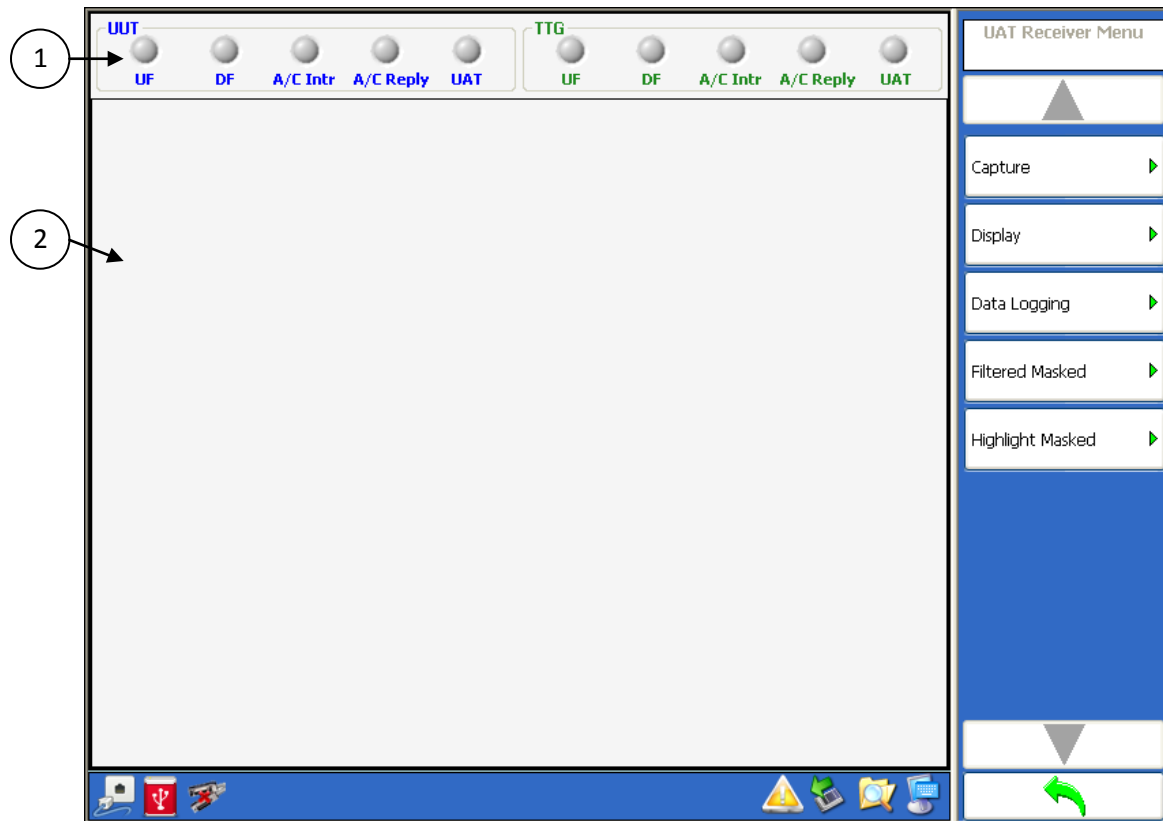 UUT
TTG
UAT Receiver Menu
1
UF DF A/C Intr A/C Reply UAT
UF DF A/C Intr A/C Reply UAT
Capture
2
Display
Data Logging
Filtered Masked
Highlight Masked